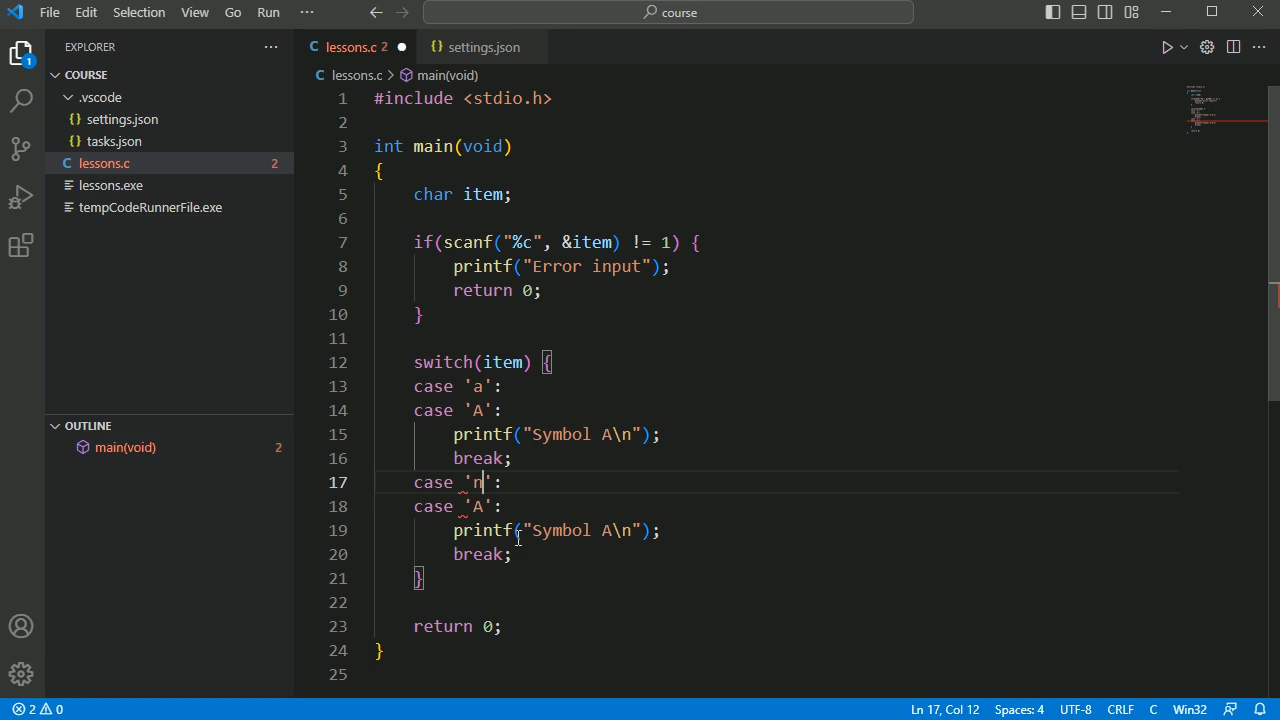 File Edit Selection View Go Run ··· course
EXPLORER ···
COURSE
.vscode
{} settings.json
{} tasks.json
C lessons.c 2
lessons.exe
tempCodeRunnerFile.exe
OUTLINE
main(void) 2
C lessons.c 2 ● {} settings.json
C lessons.c > main(void)
1 #include <stdio.h>
2
3 int main(void)
4 {
5 char item;
6
7 if(scanf("%c", &item) != 1) {
8 printf("Error input");
9 return 0;
10 }
11
12 switch(item) {
13 case 'a':
14 case 'A':
15 printf("Symbol A\n");
16 break;
17 case 'n':
18 case 'A':
19 printf("Symbol A\n");
20 break;
21 }
22
23 return 0;
24 }
25
1
2 0 Ln 17, Col 12 Spaces: 4 UTF-8 CRLF C Win32